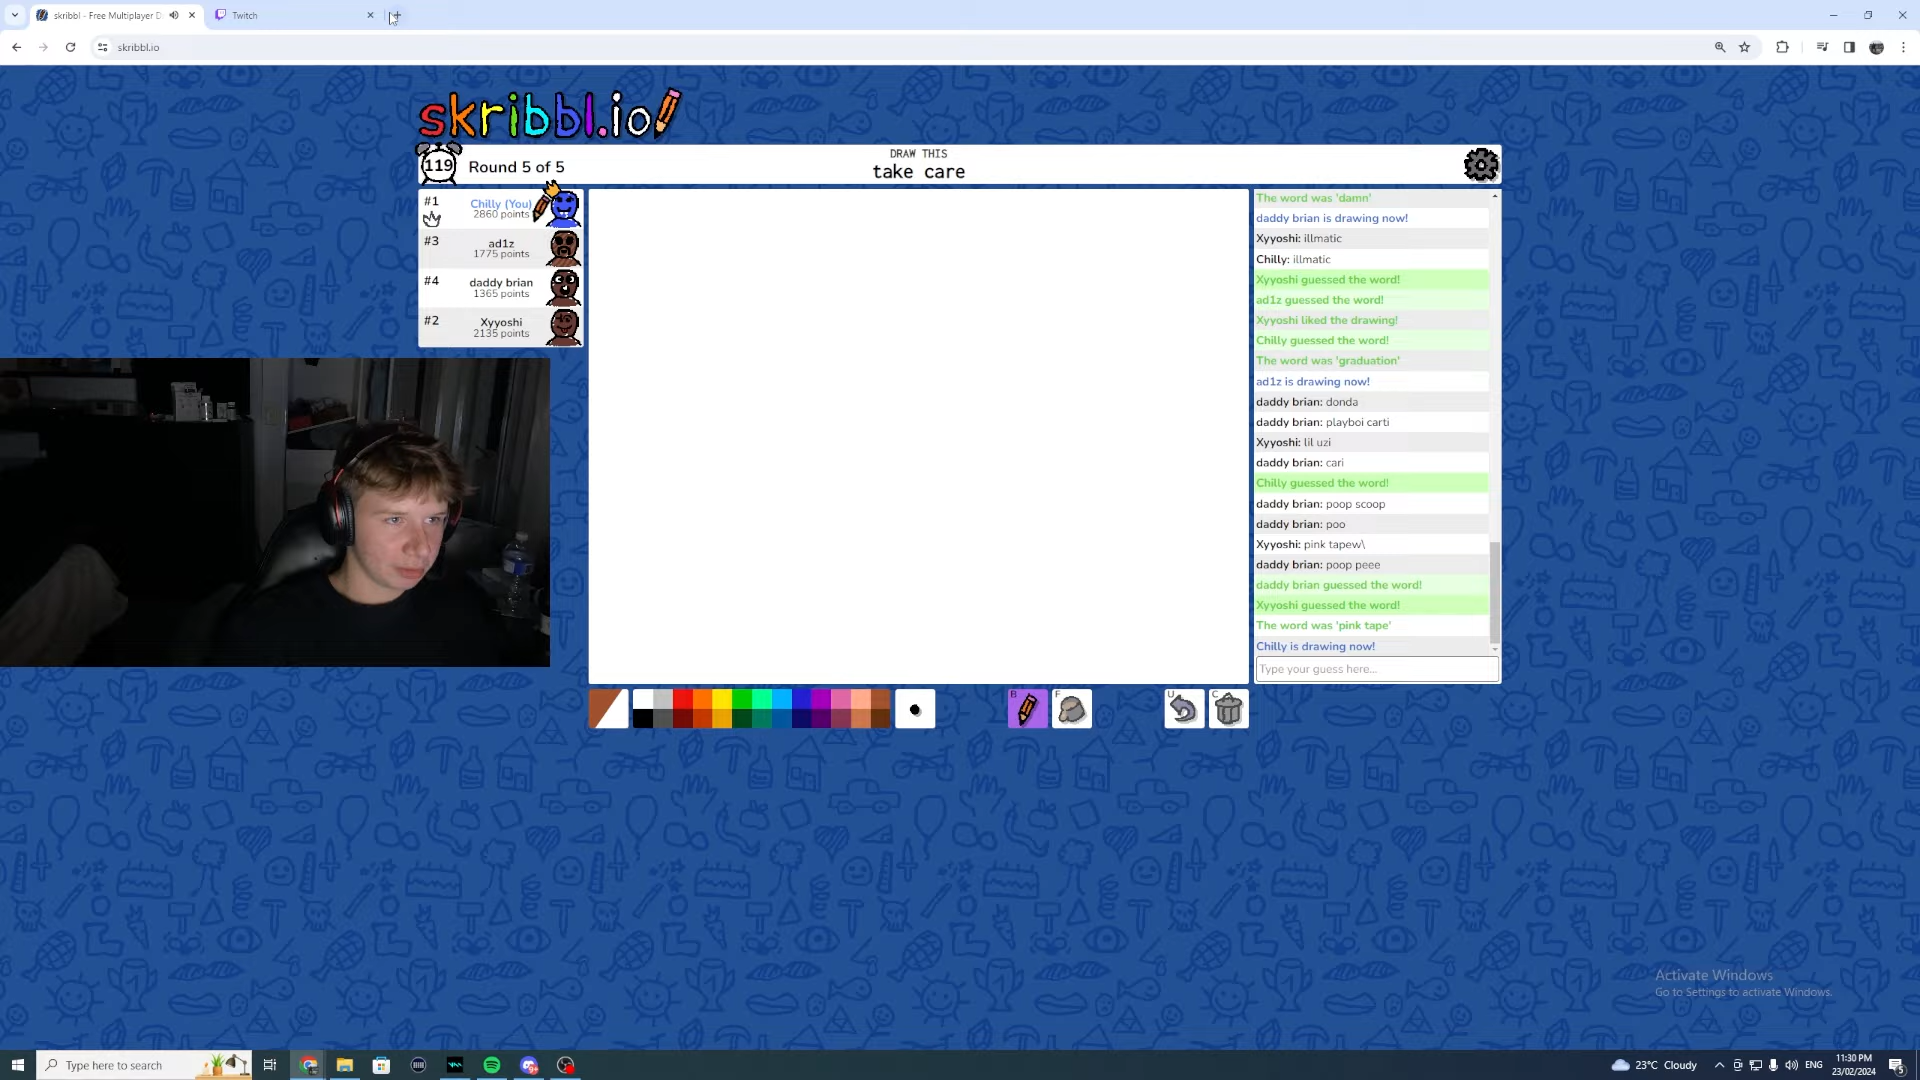 skribbl - Free Multiplayer D
Twitch
skribbl.io
skribbl.io
119
Round 5 of 5
DRAW THIS
take care
#1
Chilly (You)
2860 points
#3
ad1z
1775 points
#4
daddy brian
1365 points
#2
Xyyoshi
2135 points
The word was 'damn'
daddy brian is drawing now!
Xyyoshi: illmatic
Chilly: illmatic
Xyyoshi guessed the word!
ad1z guessed the word!
Xyyoshi liked the drawing!
Chilly guessed the word!
The word was 'graduation'
ad1z is drawing now!
daddy brian: donda
daddy brian: playboi carti
Xyyoshi: lil uzi
daddy brian: cari
Chilly guessed the word!
daddy brian: poop scoop
daddy brian: poo
Xyyoshi: pink tapew\
daddy brian: poop peee
daddy brian guessed the word!
Xyyoshi guessed the word!
The word was 'pink tape'
Chilly is drawing now!
Type your guess here...
B
F
U
C
Activate Windows
Go to Settings to activate Windows.
Type here to search
23°C Cloudy
ENG
11:30 PM
23/02/2024
5